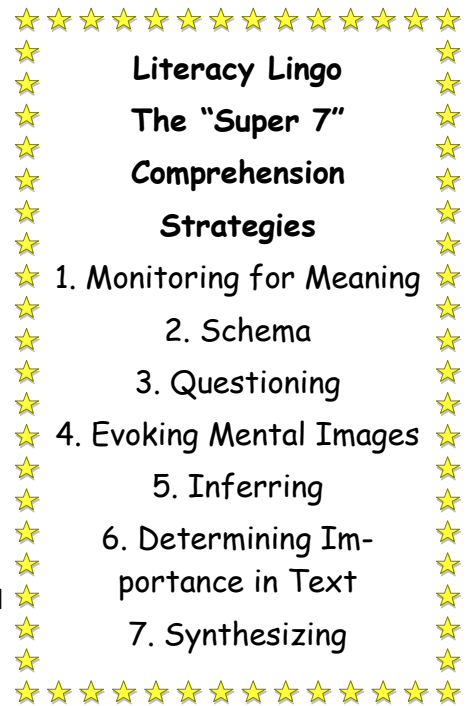 Literacy Lingo
The “Super 7”
Comprehension
Strategies
1. Monitoring for Meaning
2. Schema
3. Questioning
4. Evoking Mental Images
5. Inferring
6. Determining Im-
portance in Text
7. Synthesizing